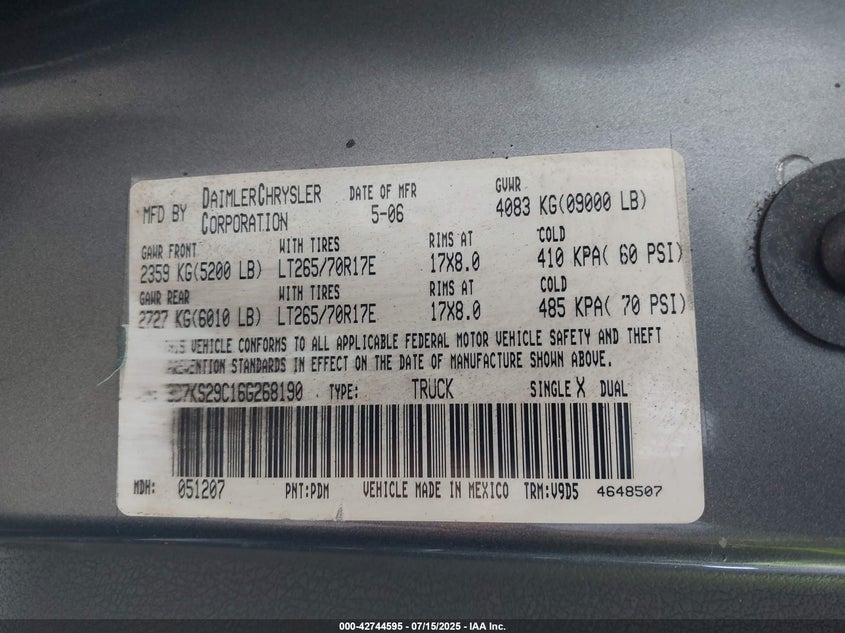 MFD BY DAIMLERCHRYSLER CORPORATION DATE OF MFR 5-06 GVWR 4083 KG(09000 LB)
GAWR FRONT WITH TIRES RIMS AT COLD
2359 KG(5200 LB) LT265/70R17E 17X8.0 410 KPA( 60 PSI)
GAWR REAR WITH TIRES RIMS AT COLD
2727 KG(6010 LB) LT265/70R17E 17X8.0 485 KPA( 70 PSI)
VEHICLE CONFORMS TO ALL APPLICABLE FEDERAL MOTOR VEHICLE SAFETY AND THEFT
PREVENTION STANDARDS IN EFFECT ON THE DATE OF MANUFACTURE SHOWN ABOVE.
TYPE: TRUCK SINGLE X DUAL
MDH: 051207 PNT:PDM VEHICLE MADE IN MEXICO TRM:V9D5 4648507
000-42744595 - 07/15/2025 - IAA Inc.